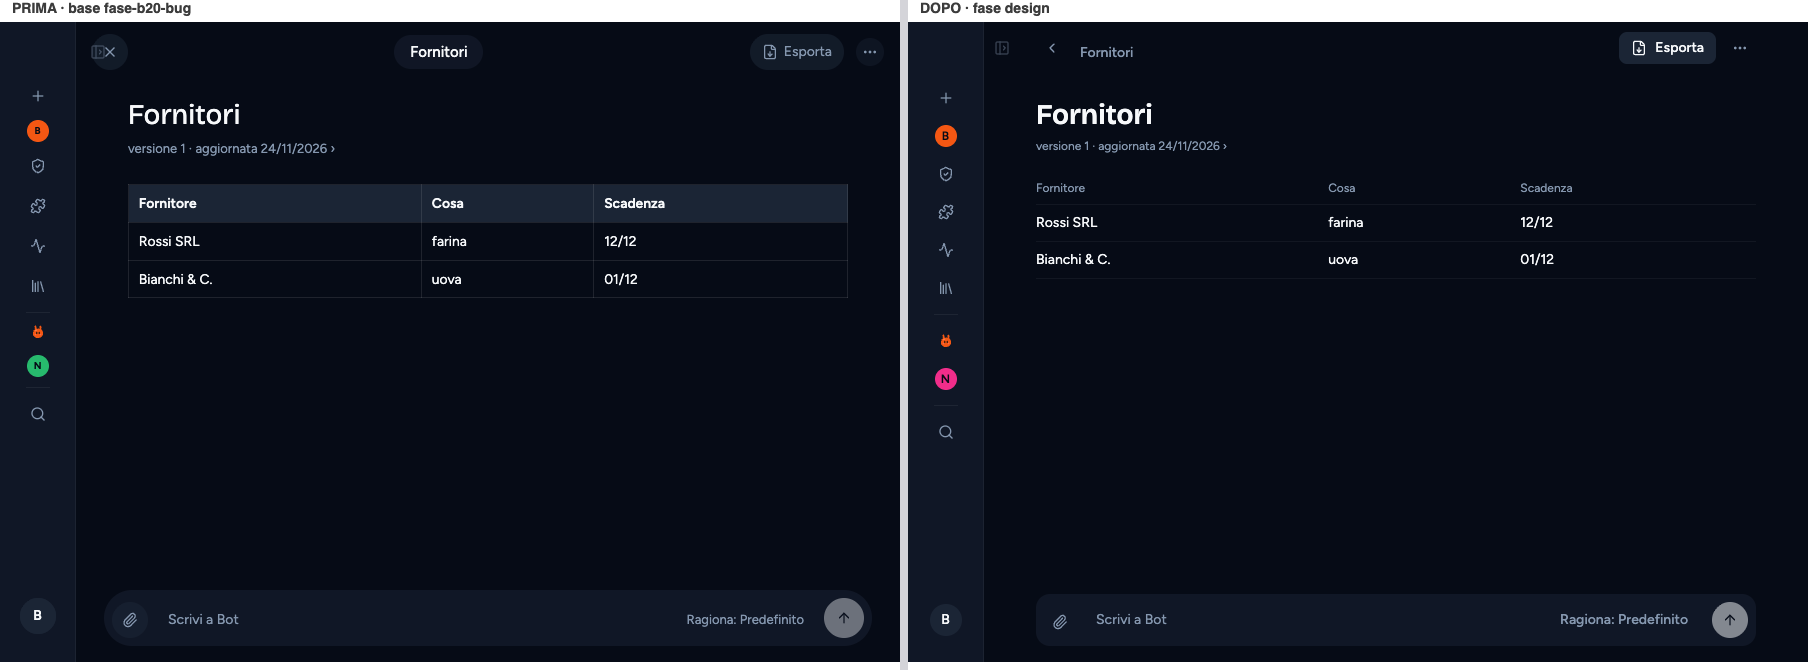 PRIMA · base fase-b20-bug
Fornitori
Esporta
Fornitori
versione 1 · aggiornata 24/11/2026 ›
Fornitore Cosa Scadenza
Rossi SRL farina 12/12
Bianchi & C. uova 01/12
B
N
B
Scrivi a Bot Ragiona: Predefinito
DOPO · fase design
Fornitori
Esporta
Fornitori
versione 1 · aggiornata 24/11/2026 ›
Fornitore Cosa Scadenza
Rossi SRL farina 12/12
Bianchi & C. uova 01/12
B
N
B
Scrivi a Bot Ragiona: Predefinito